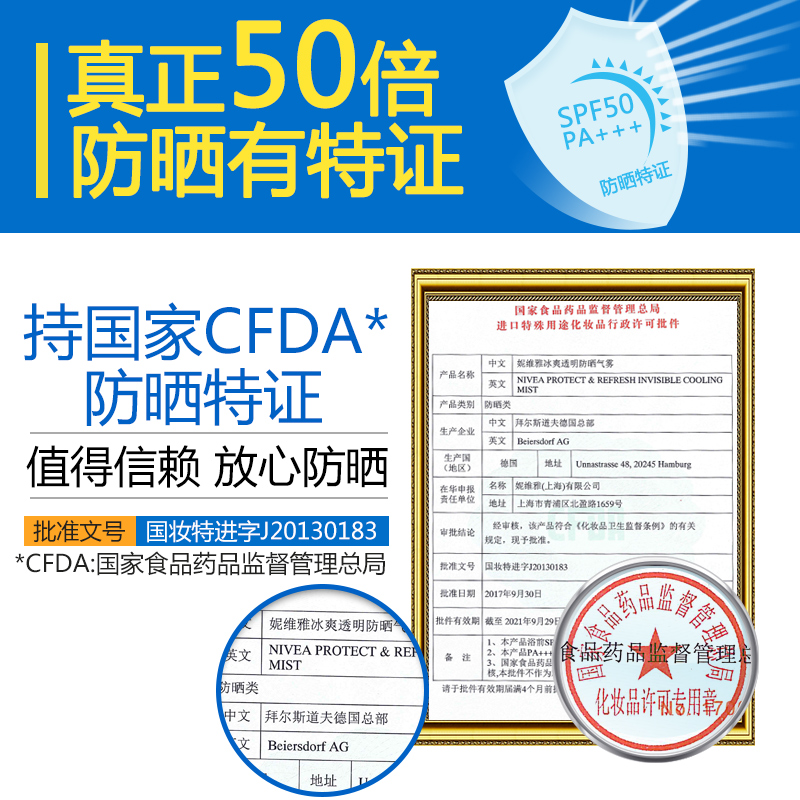 真正50倍
防晒有特证
SPF50
PA+++
防晒特证
持国家CFDA*
防晒特证
值得信赖 放心防晒
批准文号 国妆特进字J20130183
*CFDA:国家食品药品监督管理总局
国家食品药品监督管理总局
进口特殊用途化妆品行政许可批件
产品名称 中文 妮维雅冰爽透明防晒气雾
英文 NIVEA PROTECT & REFRESH INVISIBLE COOLING
MIST
产品类别 防晒类
生产企业 中文 拜尔斯道夫德国总部
英文 Beiersdorf AG
生产国
(地区) 德国 地址 Unnastrasse 48, 20245 Hamburg
在华申报
责任单位 名称 妮维雅(上海)有限公司
地址 上海市青浦区北盈路1659号
审批结论 经审核，该产品符合《化妆品卫生监督条例》的有关
规定，现予批准。
批准文号 国妆特进字J20130183
批准日期 2017年9月30日
批件有效期 截至 2021年9月29日
备 注 1、本产品浴前SP
2、本产品PA+++
3、国家食品药品
核,本批件不作为
请于批件有效期届满4个月前
国家食品药品监督管理总局
食品药品监督管理总
化妆品许可专用章
文 妮维雅冰爽透明防晒气
英文 NIVEA PROTECT & REF
MIST
防晒类
中文 拜尔斯道夫德国总部
文 Beiersdorf AG
地址 U